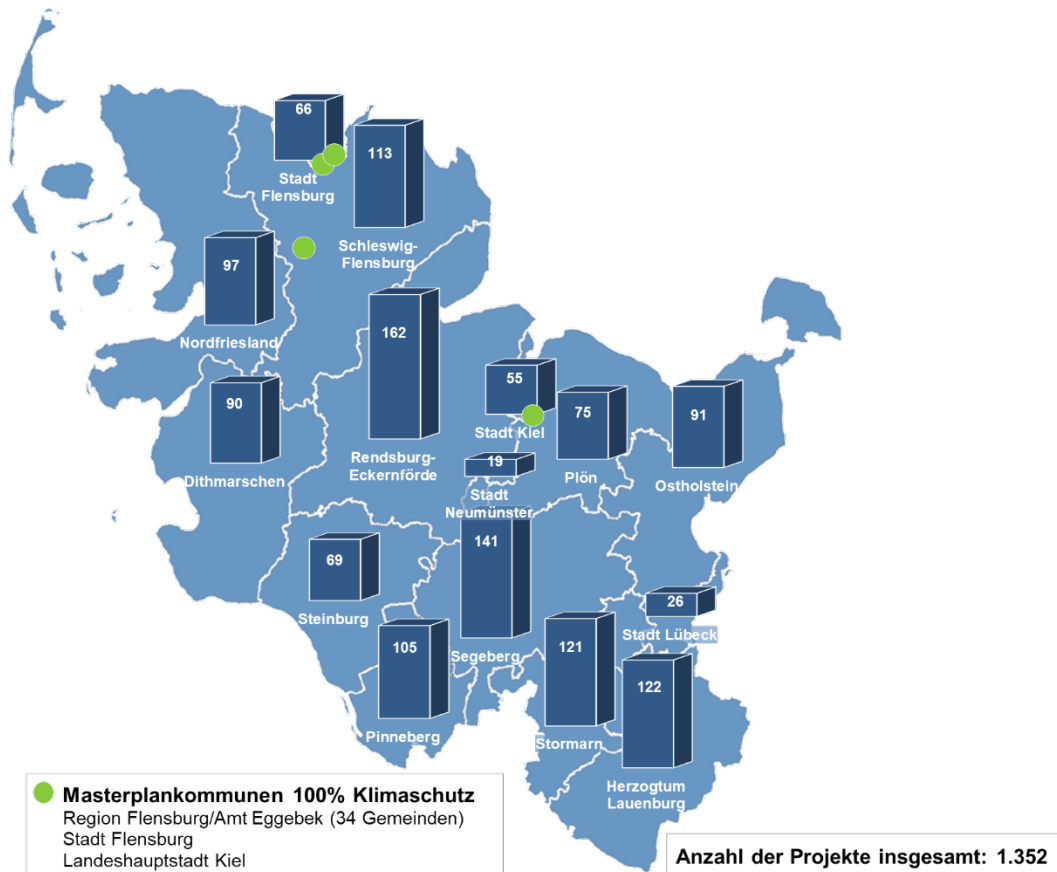 66
Stadt
Flensburg
113
Schleswig-
Flensburg
97
Nordfriesland
162
Rendsburg-
Eckernförde
55
Stadt Kiel
75
Plön
91
Ostholstein
90
Dithmarschen
19
Stadt
Neumünster
69
Steinburg
141
Segeberg
26
Stadt Lübeck
105
Pinneberg
121
Stormarn
122
Herzogtum
Lauenburg
Masterplankommunen 100% Klimaschutz
Region Flensburg/Amt Eggebek (34 Gemeinden)
Stadt Flensburg
Landeshauptstadt Kiel
Anzahl der Projekte insgesamt: 1.352